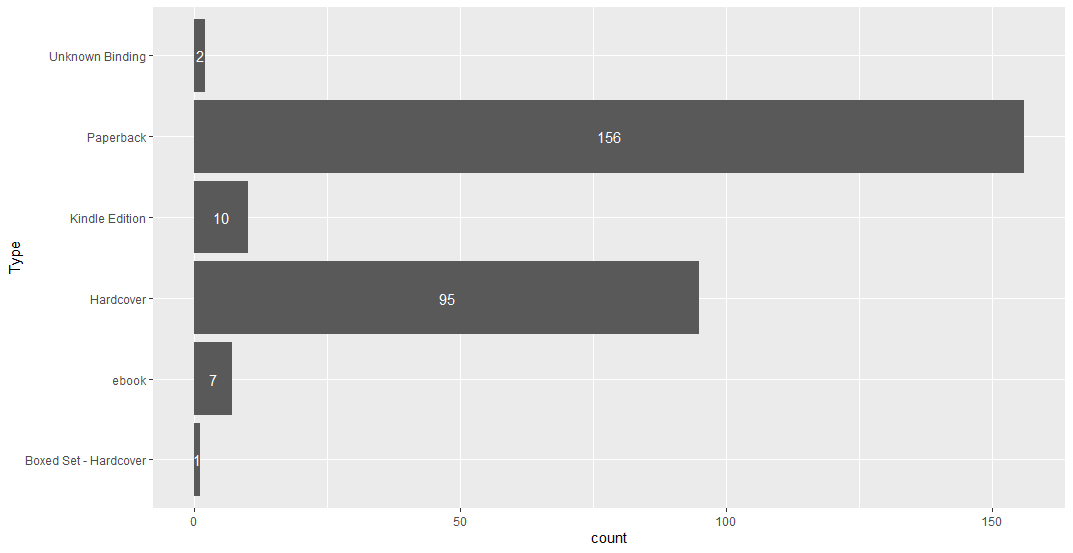 Unknown Binding
2
Paperback
156
Kindle Edition
10
Type
Hardcover
95
ebook
7
Boxed Set - Hardcover
1
0
50
100
150
count